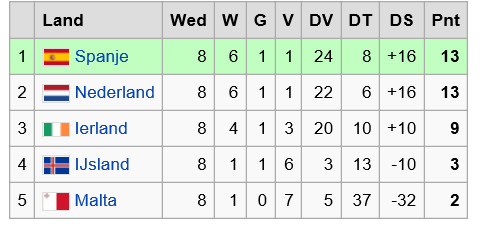 Land Wed W G V DV DT DS Pnt
1 Spanje 8 6 1 1 24 8 +16 13
2 Nederland 8 6 1 1 22 6 +16 13
3 Ierland 8 4 1 3 20 10 +10 9
4 IJsland 8 1 1 6 3 13 -10 3
5 Malta 8 1 0 7 5 37 -32 2